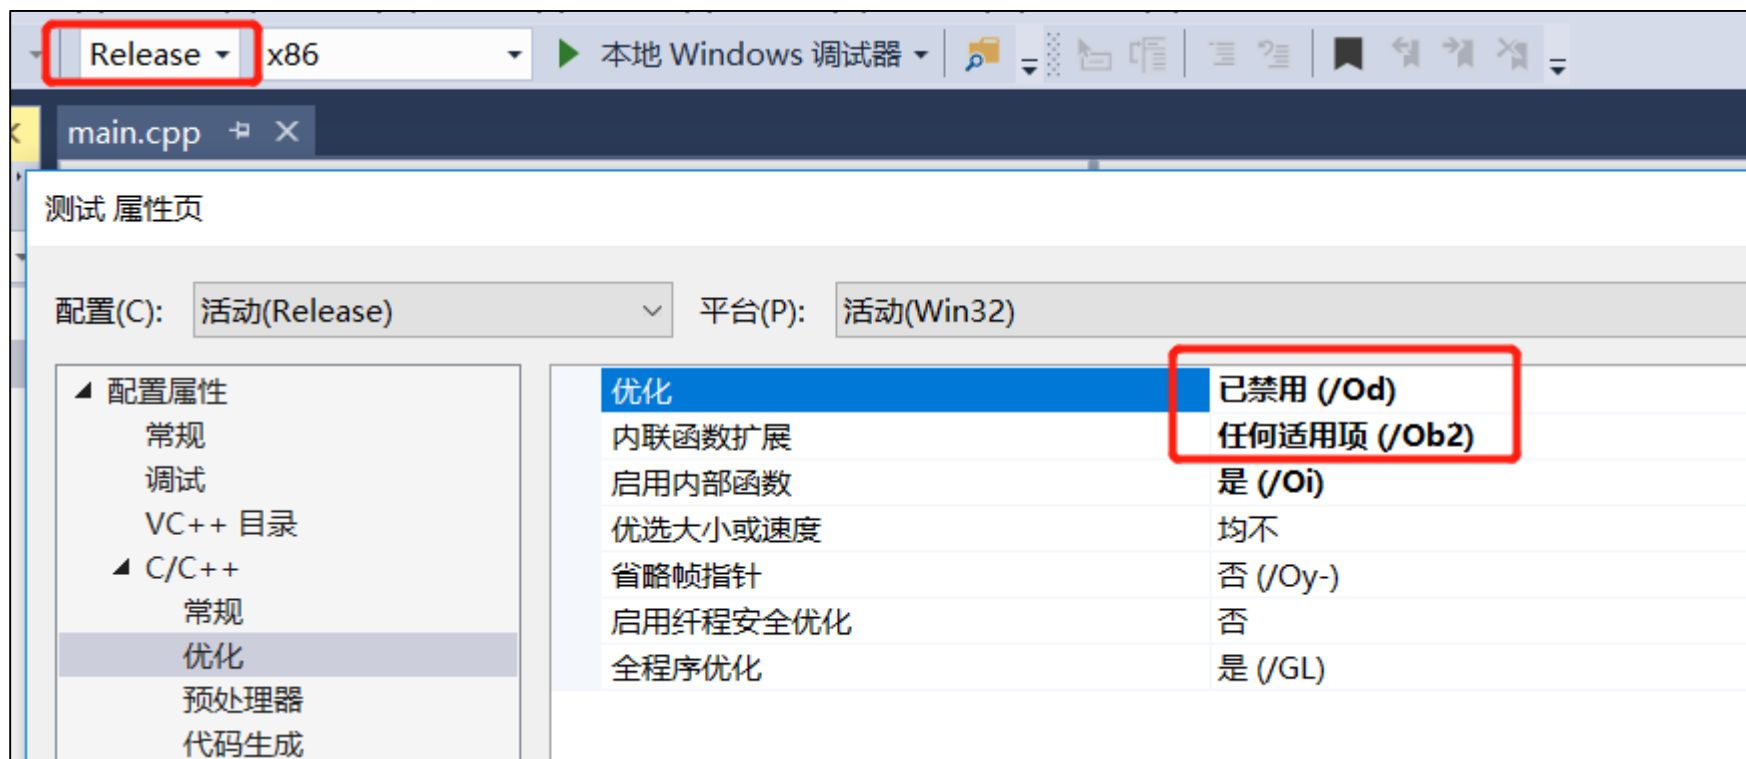 Release x86 本地 Windows 调试器
main.cpp
测试 属性页
配置(C): 活动(Release) 平台(P): 活动(Win32)
配置属性
常规
调试
VC++ 目录
C/C++
常规
优化
预处理器
代码生成
优化 已禁用 (/Od)
内联函数扩展 任何适用项 (/Ob2)
启用内部函数 是 (/Oi)
优选大小或速度 均不
省略帧指针 否 (/Oy-)
启用纤程安全优化 否
全程序优化 是 (/GL)